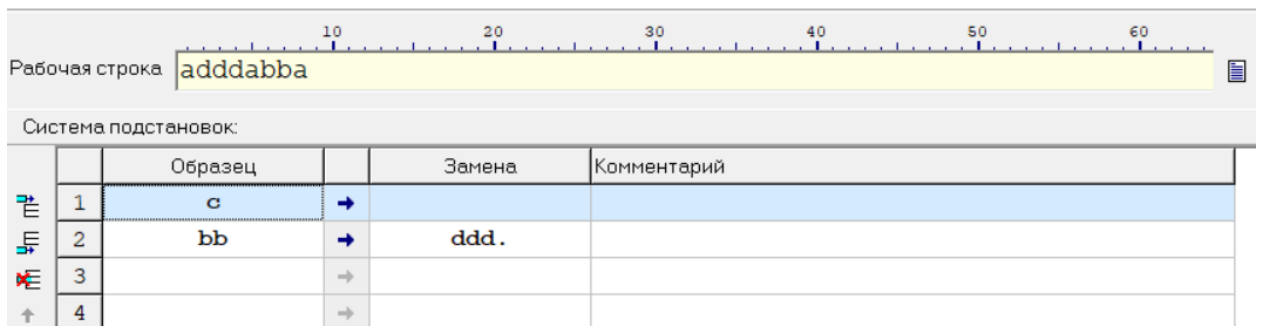 10 20 30 40 50 60
Рабочая строка adddabba
Система подстановок:
Образец Замена Комментарий
1 c
2 bb ddd.
3
4